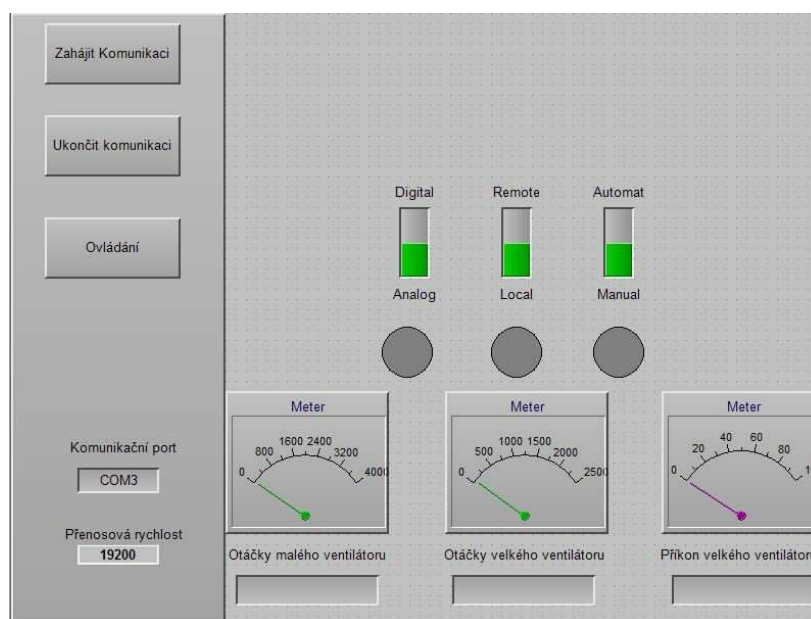 Zahájit Komunikaci
Ukončit komunikaci
Ovládání
Komunikační port
COM3
Přenosová rychlost
19200
Digital Remote Automat
Analog Local Manual
Meter
0 800 1600 2400 3200 4000
Otáčky malého ventilátoru
Meter
0 500 1000 1500 2000 2500
Otáčky velkého ventilátoru
Meter
0 20 40 60 80
Příkon velkého ventilátor